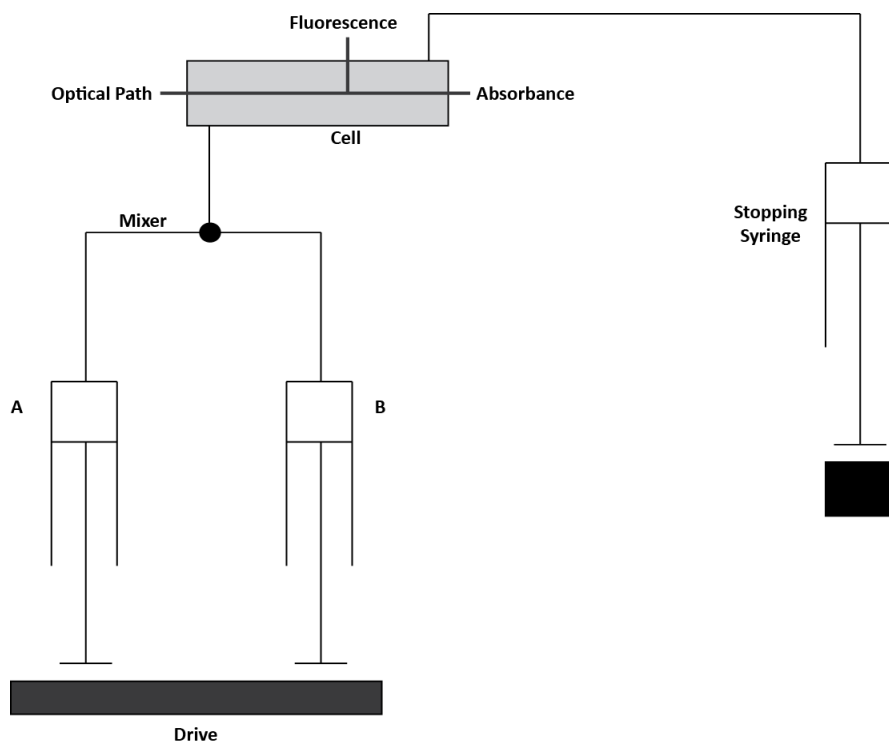 Fluorescence
Optical Path
Absorbance
Cell
Mixer
Stopping
Syringe
A
B
Drive